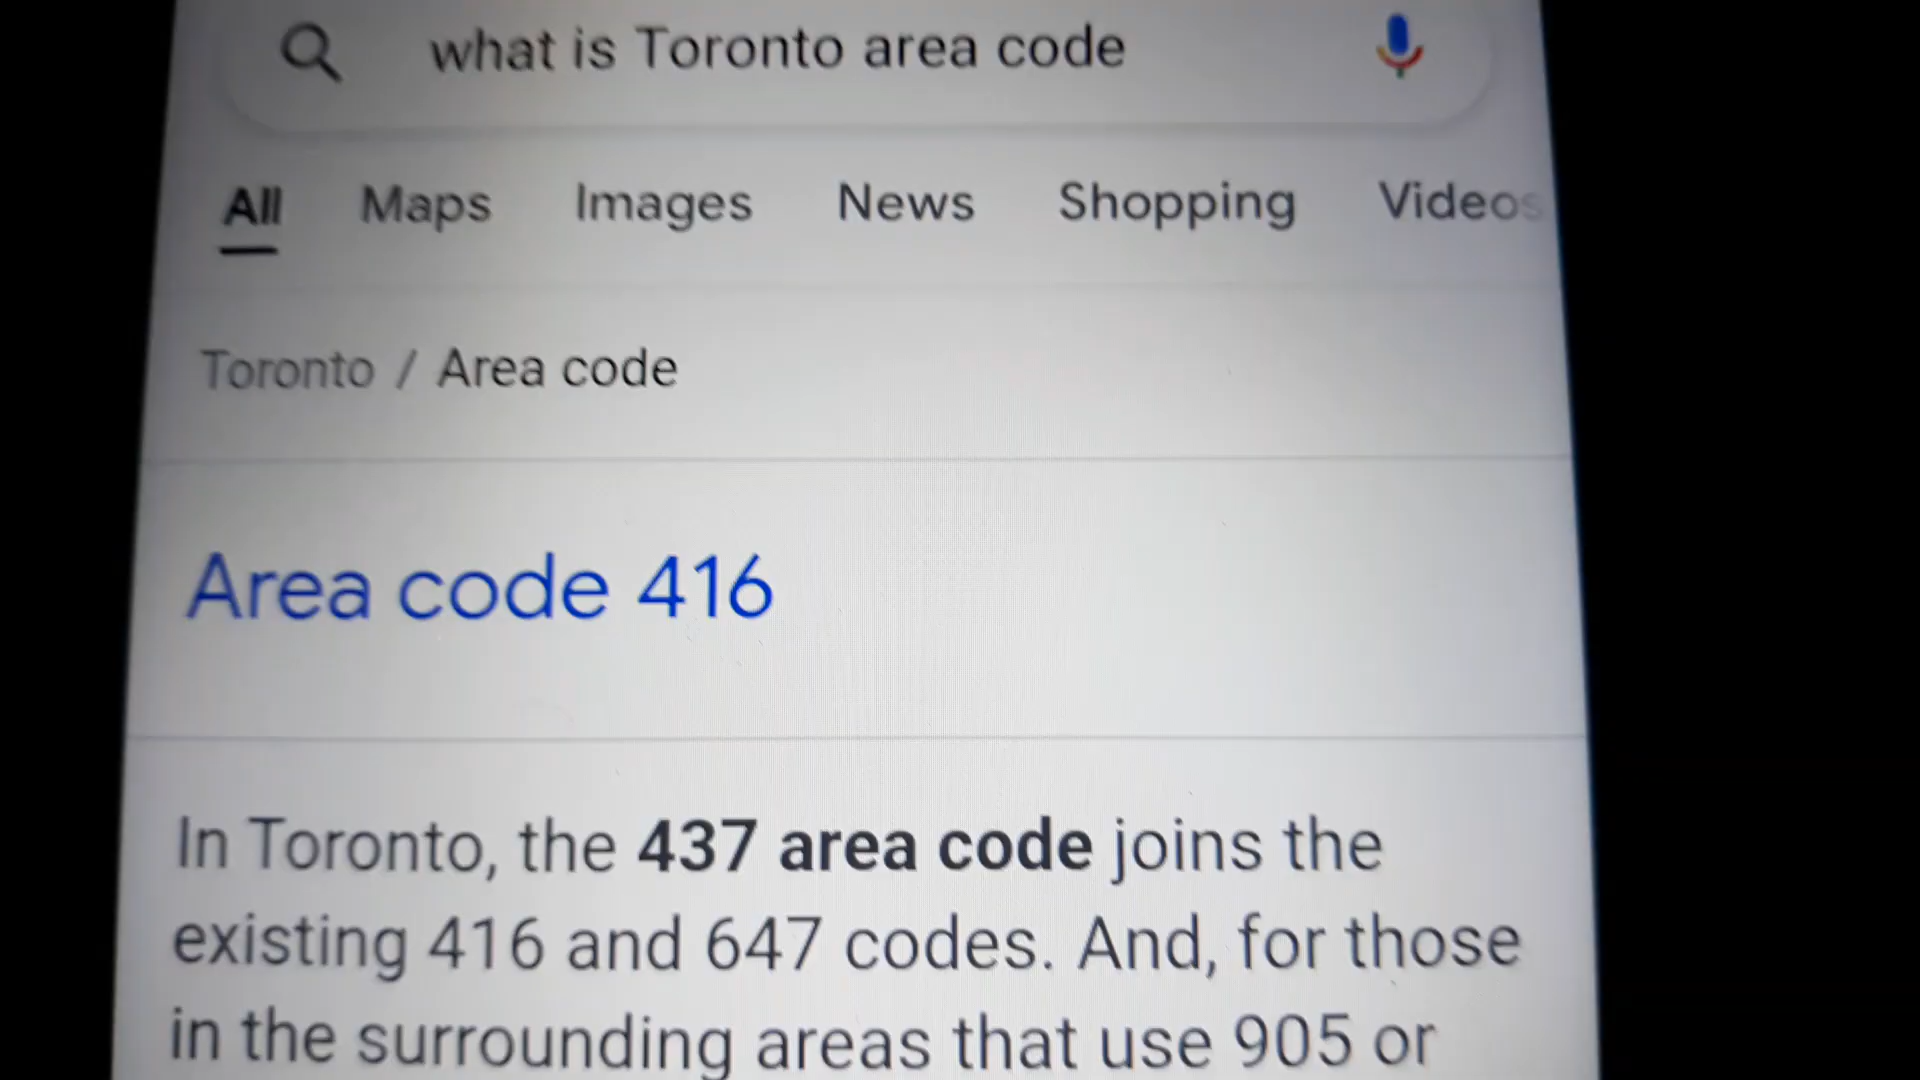 what is Toronto area code
All Maps Images News Shopping Videos
Toronto / Area code
Area code 416
In Toronto, the 437 area code joins the
existing 416 and 647 codes. And, for those
in the surrounding areas that use 905 or